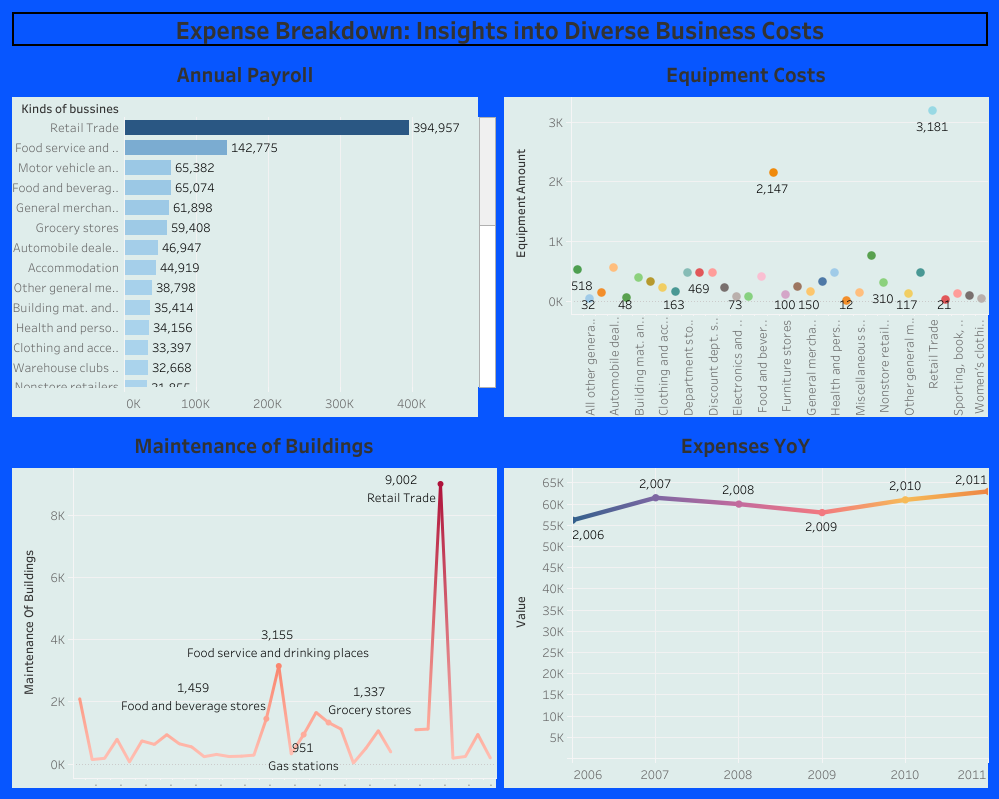 Expense Breakdown: Insights into Diverse Business Costs
Annual Payroll
Kinds of bussines
Retail Trade 394,957
Food service and .. 142,775
Motor vehicle an.. 65,382
Food and beverag.. 65,074
General merchan.. 61,898
Grocery stores 59,408
Automobile deale.. 46,947
Accommodation 44,919
Other general me.. 38,798
Building mat. and.. 35,414
Health and perso.. 34,156
Clothing and acce.. 33,397
Warehouse clubs .. 32,668
Nonstore retailers 31,855
0K 100K 200K 300K 400K
Equipment Costs
Equipment Amount
3K
2K
1K
0K
3,181
2,147
518
32
48
163
469
73
100
150
12
310
117
21
All other genera..
Automobile deal..
Building mat. an..
Clothing and acc..
Department sto..
Discount dept. s..
Electronics and ..
Food and bever..
Furniture stores
General mercha..
Health and pers..
Miscellaneous s..
Nonstore retail..
Other general m..
Retail Trade
Sporting, book, ..
Women's clothi..
Maintenance of Buildings
Maintenance Of Buildings
8K
6K
4K
2K
0K
9,002
Retail Trade
3,155
Food service and drinking places
1,459
Food and beverage stores
1,337
Grocery stores
951
Gas stations
Expenses YoY
Value
65K
60K
55K
50K
45K
40K
35K
30K
25K
20K
15K
10K
5K
2,006
2,007
2,008
2,009
2,010
2,011
2006 2007 2008 2009 2010 2011